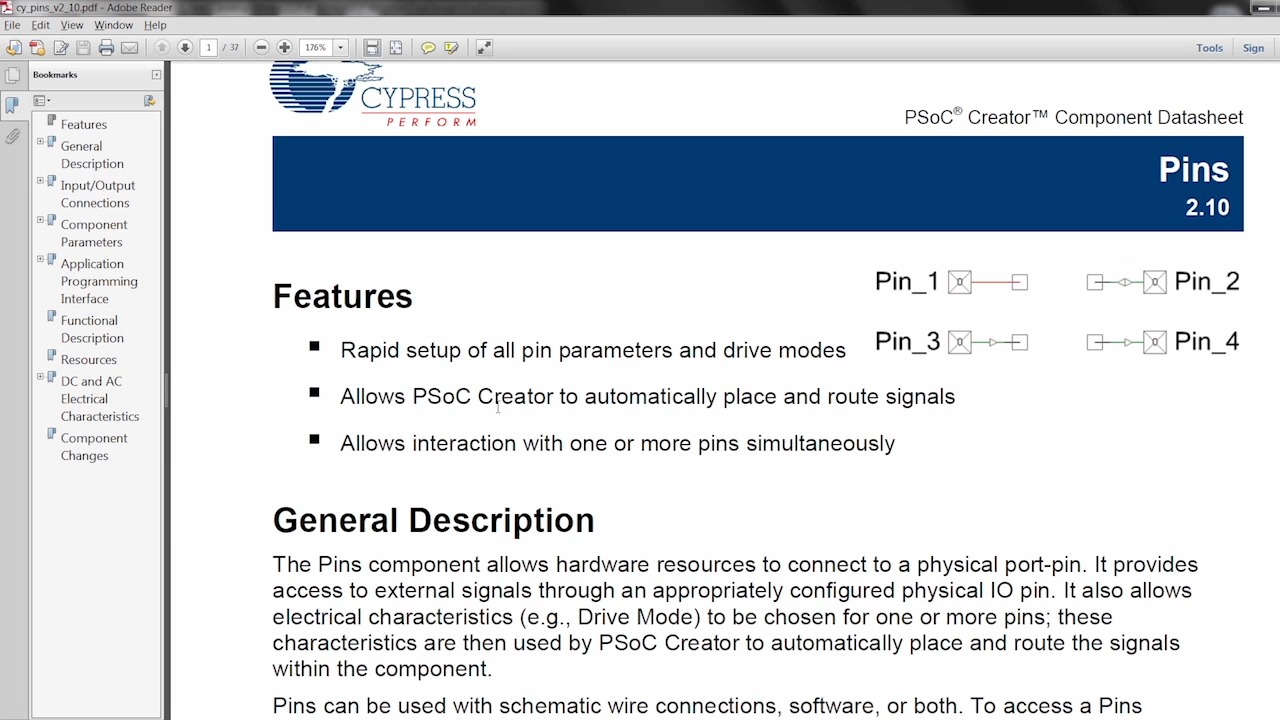 cy_pins_v2_10.pdf - Adobe Reader
File Edit View Window Help
1 / 37 176% Tools Sign
Bookmarks
Features
General
Description
Input/Output
Connections
Component
Parameters
Application
Programming
Interface
Functional
Description
Resources
DC and AC
Electrical
Characteristics
Component
Changes
CYPRESS
PERFORM
PSoC® Creator™ Component Datasheet
Pins
2.10
Pin_1 Pin_2
Pin_3 Pin_4
Features
■ Rapid setup of all pin parameters and drive modes
■ Allows PSoC Creator to automatically place and route signals
■ Allows interaction with one or more pins simultaneously
General Description
The Pins component allows hardware resources to connect to a physical port-pin. It provides
access to external signals through an appropriately configured physical IO pin. It also allows
electrical characteristics (e.g., Drive Mode) to be chosen for one or more pins; these
characteristics are then used by PSoC Creator to automatically place and route the signals
within the component.
Pins can be used with schematic wire connections, software, or both. To access a Pins